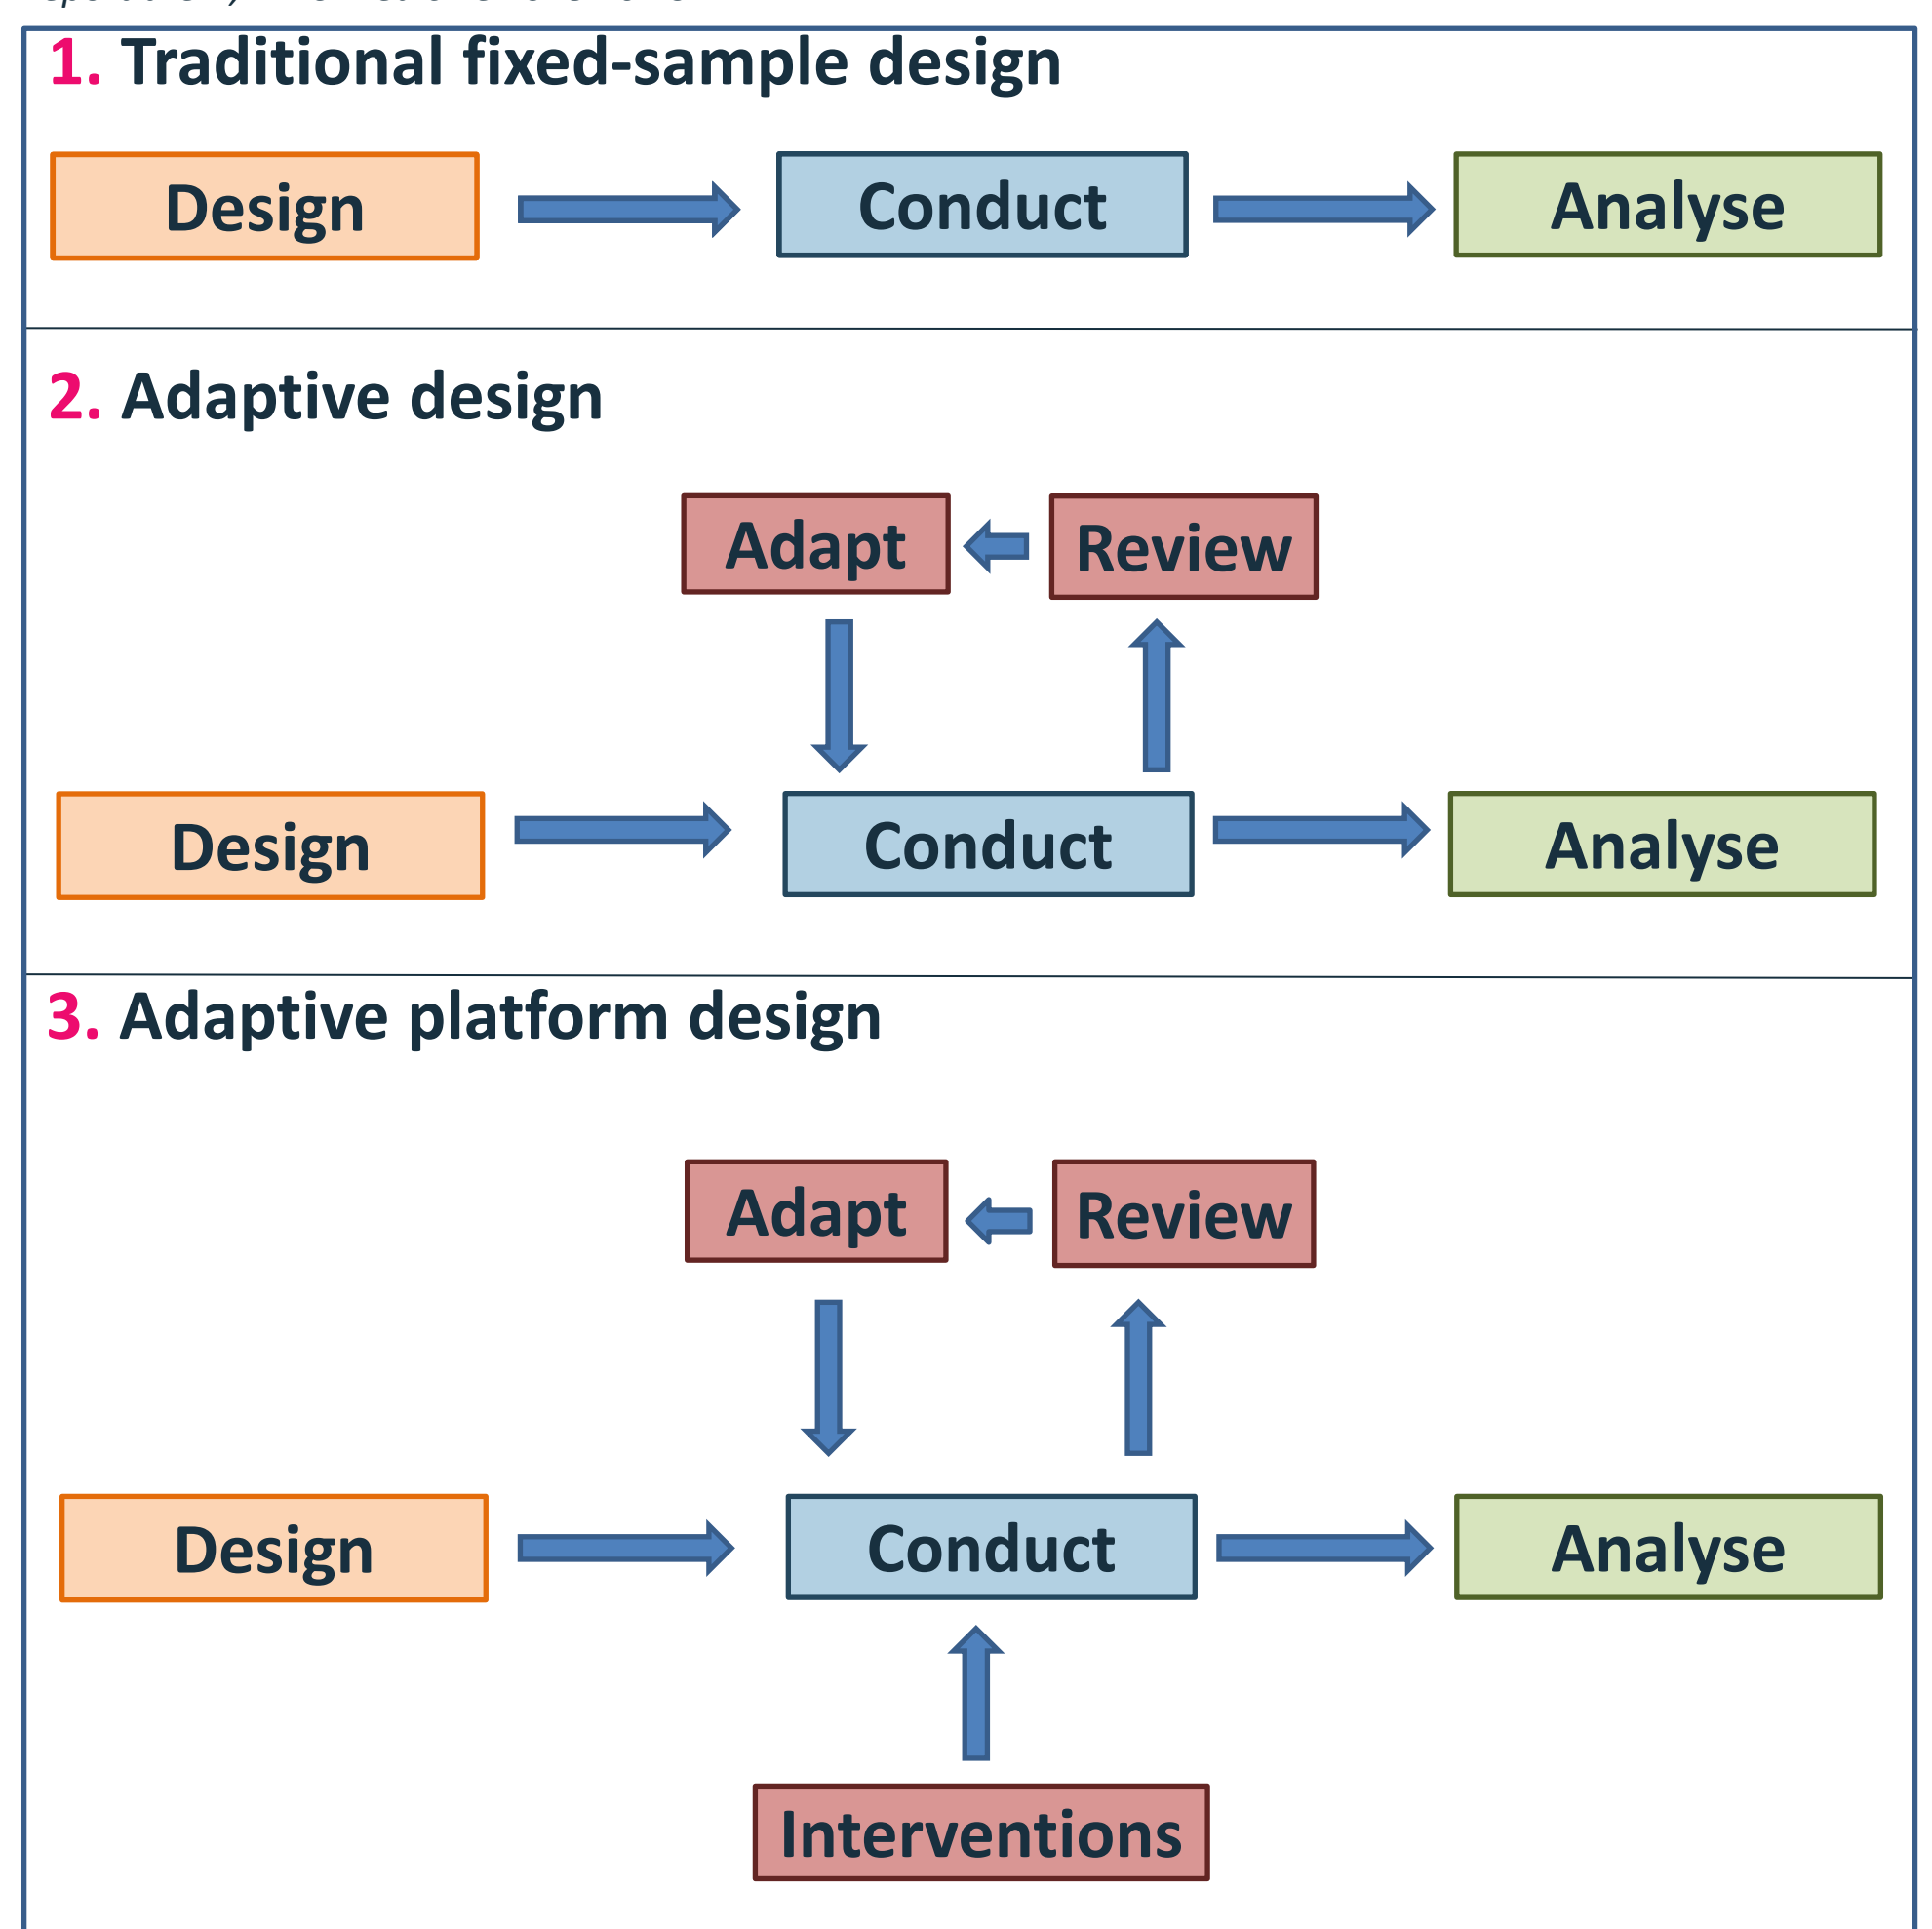 1. Traditional fixed-sample design
Design Conduct Analyse
2. Adaptive design
Adapt Review
Design Conduct Analyse
3. Adaptive platform design
Adapt Review
Design Conduct Analyse
Interventions